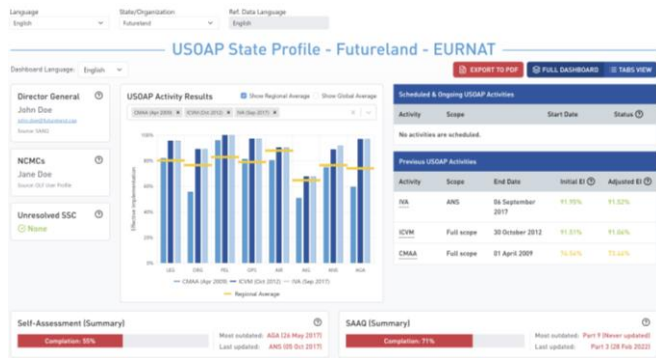 Language
State/Organization
Ref. Data Language
English
Futureland
English
USOAP State Profile - Futureland - EURNAT
Dashboard Language: English
EXPORT TO PDF
FULL DASHBOARD
TABS VIEW
Director General
John Doe
NCMCs
Jane Doe
Unresolved SSC
None
USOAP Activity Results
Show Regional Average
Show Global Average
CMAA (Apr 2009)
ICVM (Oct 2012)
IVA (Sep 2017)
Effective Implementation
100%
80%
60%
40%
20%
0%
LEG ORG PEL OPS AIR AIG ANS AGA
CMAA (Apr 2009) ICVM (Oct 2012) IVA (Sep 2017)
Regional Average
Scheduled & Ongoing USOAP Activities
Activity Scope Start Date Status
No activities are scheduled.
Previous USOAP Activities
Activity Scope End Date Initial EI Adjusted EI
IVA ANS 06 September 2017 91.95% 91.52%
ICVM Full scope 30 October 2012 91.51% 91.06%
CMAA Full scope 01 April 2009
Self-Assessment (Summary)
Completion: 55%
Most outdated: AGA (26 May 2017)
Last updated: ANS (05 Oct 2017)
SAAQ (Summary)
Completion: 71%
Most outdated: Part 9 (Never updated)
Last updated: Part 3 (28 Feb 2022)